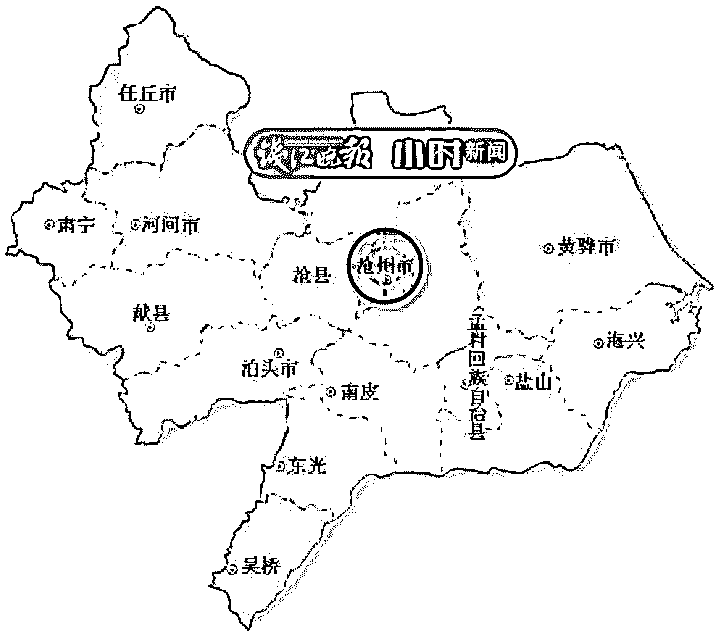 任丘市
钱江晚报 小时新闻
肃宁
河间市
黄骅市
沧县
沧州市
献县
孟村回族自治县
海兴
泊头市
南皮
盐山
东光
吴桥